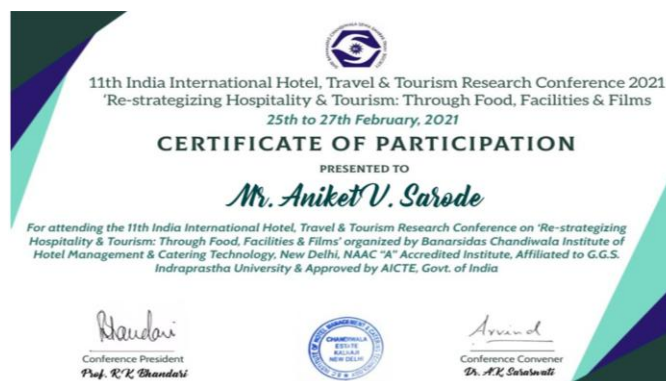 11th India International Hotel, Travel & Tourism Research Conference 2021
‘Re-strategizing Hospitality & Tourism: Through Food, Facilities & Films
25th to 27th February, 2021
CERTIFICATE OF PARTICIPATION
PRESENTED TO
Mr. Aniket V. Sarode
For attending the 11th India International Hotel, Travel & Tourism Research Conference on ‘Re-strategizing
Hospitality & Tourism: Through Food, Facilities & Films’ organized by Banarsidas Chandiwala Institute of
Hotel Management & Catering Technology, New Delhi, NAAC “A” Accredited Institute, Affiliated to G.G.S.
Indraprastha University & Approved by AICTE, Govt. of India
Conference President
Prof. R.K Bhandari
CHANDIWALA
ESTATE
KALKAJI
NEW DELHI
Arvind
Conference Convener
Dr. A.K Saraswati